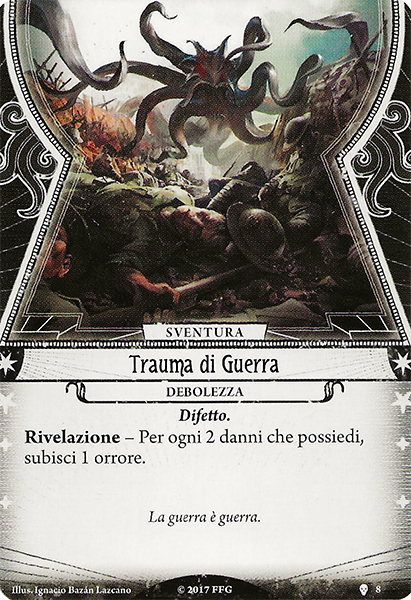 SVENTURA
Trauma di Guerra
DEBOLEZZA
Difetto.
Rivelazione – Per ogni 2 danni che possiedi,
subisci 1 orrore.
La guerra è guerra.
Illus. Ignacio Bazán Lazcano © 2017 FFG 8